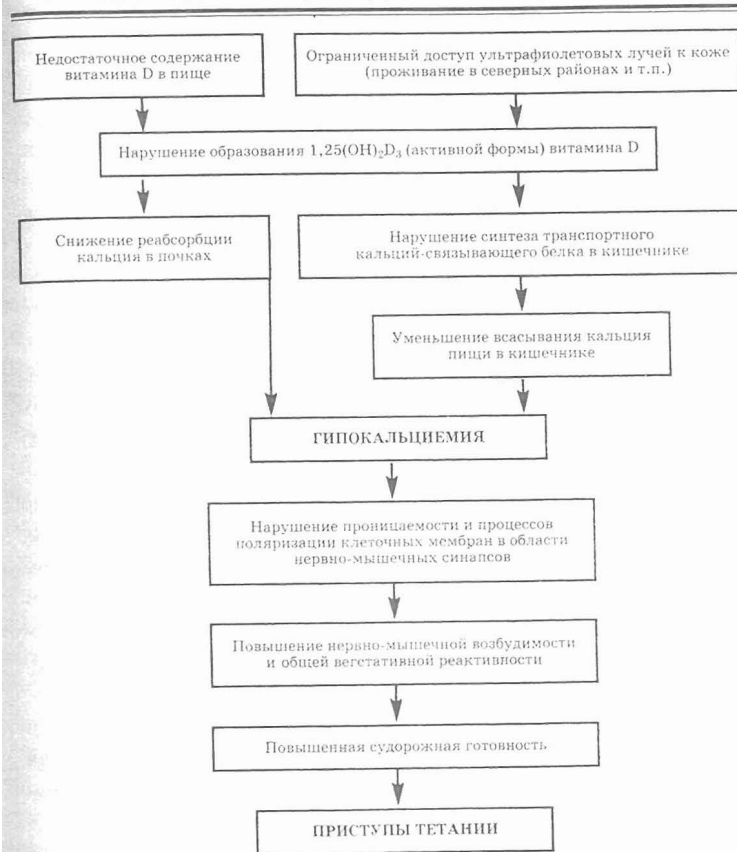 Недостаточное содержание
витамина D в пище
Ограниченный доступ ультрафиолетовых лучей к коже
(проживание в северных районах и т.п.)
Нарушение образования 1,25(OH)₂D₃ (активной формы) витамина D
Снижение реабсорбции
кальция в почках
Нарушение синтеза транспортного
кальций-связывающего белка в кишечнике
Уменьшение всасывания кальция
пищи в кишечнике
ГИПОКАЛЬЦИЕМИЯ
Нарушение проницаемости и процессов
поляризации клеточных мембран в области
нервно-мышечных синапсов
Повышение нервно-мышечной возбудимости
и общей вегетативной реактивности
Повышенная судорожная готовность
ПРИСТУПЫ ТЕТАНИИ